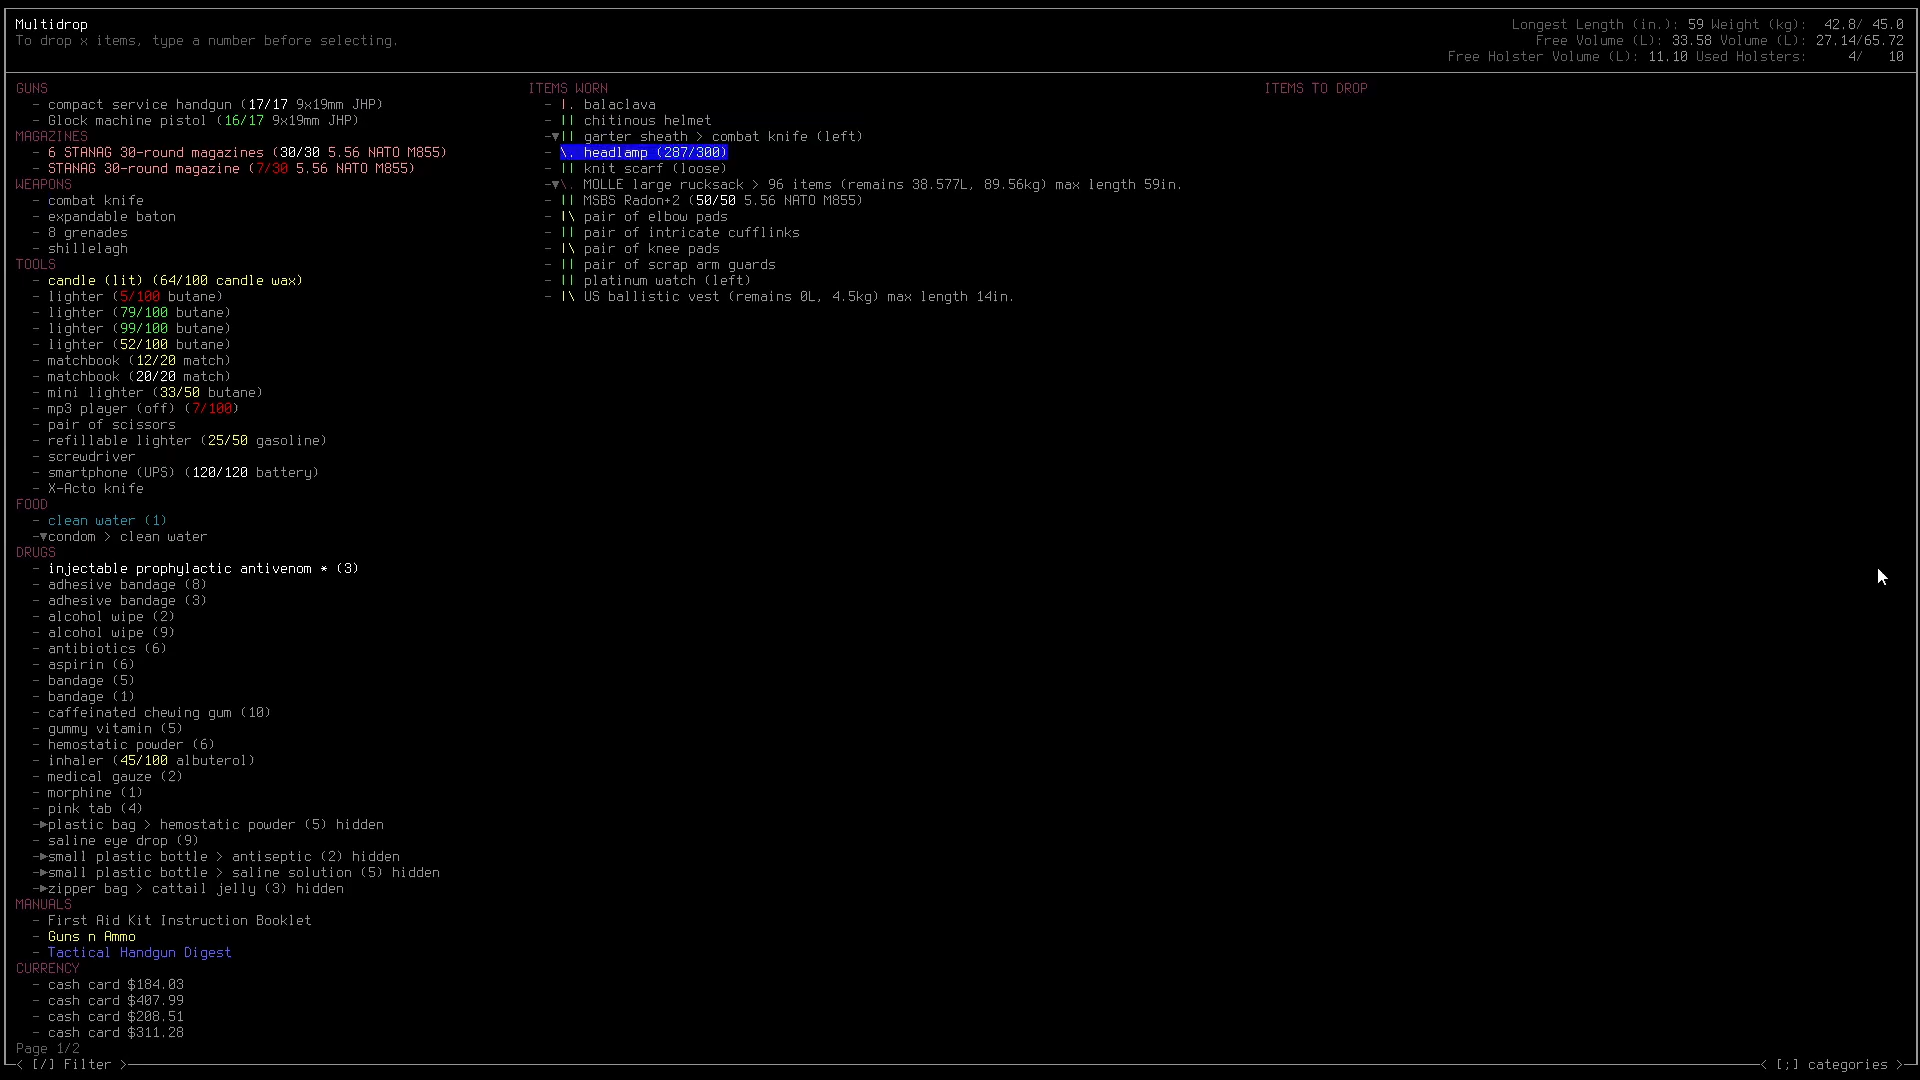 Multidrop
To drop x items, type a number before selecting.
Longest Length (in.): 59 Weight (kg): 42.8/ 45.0
Free Volume (L): 33.58 Volume (L): 27.14/65.72
Free Holster Volume (L): 11.10 Used Holsters: 4/ 10
GUNS
- compact service handgun (17/17 9x19mm JHP)
- Glock machine pistol (16/17 9x19mm JHP)
MAGAZINES
- 6 STANAG 30-round magazines (30/30 5.56 NATO M855)
- STANAG 30-round magazine (7/30 5.56 NATO M855)
WEAPONS
- combat knife
- expandable baton
- 8 grenades
- shillelagh
TOOLS
- candle (lit) (64/100 candle wax)
- lighter (5/100 butane)
- lighter (79/100 butane)
- lighter (99/100 butane)
- lighter (52/100 butane)
- matchbook (12/20 match)
- matchbook (20/20 match)
- mini lighter (33/50 butane)
- mp3 player (off) (7/100)
- pair of scissors
- refillable lighter (25/50 gasoline)
- screwdriver
- smartphone (UPS) (120/120 battery)
- X-Acto knife
FOOD
- clean water (1)
-▼condom > clean water
DRUGS
- injectable prophylactic antivenom * (3)
- adhesive bandage (8)
- adhesive bandage (3)
- alcohol wipe (2)
- alcohol wipe (9)
- antibiotics (6)
- aspirin (6)
- bandage (5)
- bandage (1)
- caffeinated chewing gum (10)
- gummy vitamin (5)
- hemostatic powder (6)
- inhaler (45/100 albuterol)
- medical gauze (2)
- morphine (1)
- pink tab (4)
-►plastic bag > hemostatic powder (5) hidden
- saline eye drop (9)
-►small plastic bottle > antiseptic (2) hidden
-►small plastic bottle > saline solution (5) hidden
-►zipper bag > cattail jelly (3) hidden
MANUALS
- First Aid Kit Instruction Booklet
- Guns n Ammo
- Tactical Handgun Digest
CURRENCY
- cash card $184.03
- cash card $407.99
- cash card $208.51
- cash card $311.28
Page 1/2
ITEMS WORN
- |. balaclava
- || chitinous helmet
-▼|| garter sheath > combat knife (left)
- \. headlamp (287/300)
- || knit scarf (loose)
-▼\. MOLLE large rucksack > 96 items (remains 38.577L, 89.56kg) max length 59in.
- || MSBS Radon+2 (50/50 5.56 NATO M855)
- |\ pair of elbow pads
- || pair of intricate cufflinks
- |\ pair of knee pads
- || pair of scrap arm guards
- || platinum watch (left)
- |\ US ballistic vest (remains 0L, 4.5kg) max length 14in.
ITEMS TO DROP
< [/] Filter >
< [;] categories >